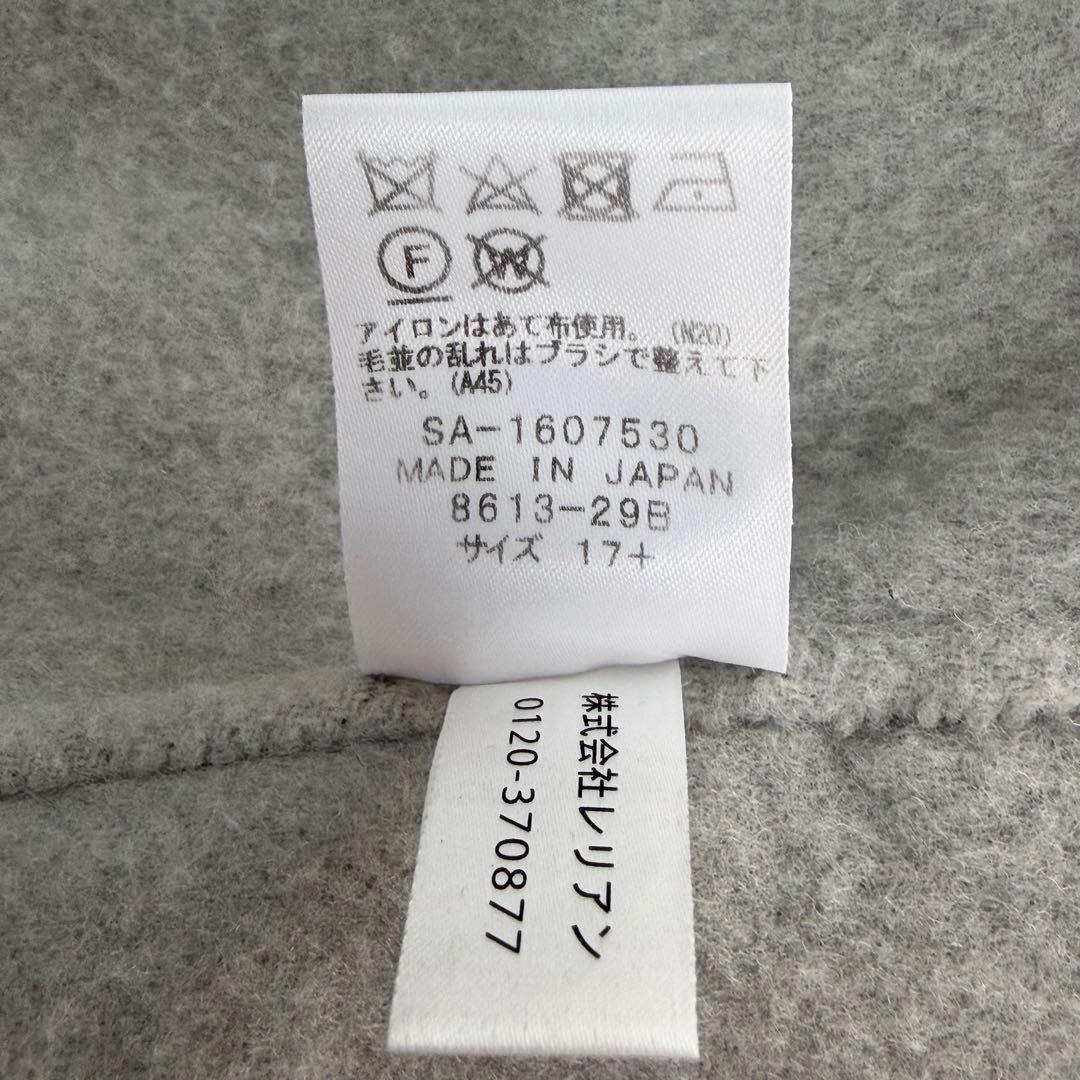 F W
アイロンはあて布使用。(N20)
毛並の乱れはブラシで整えて下
さい。(A45)
SA-1607530
MADE IN JAPAN
8613-29B
サイズ 17+
株式会社レリアン
0120-370877